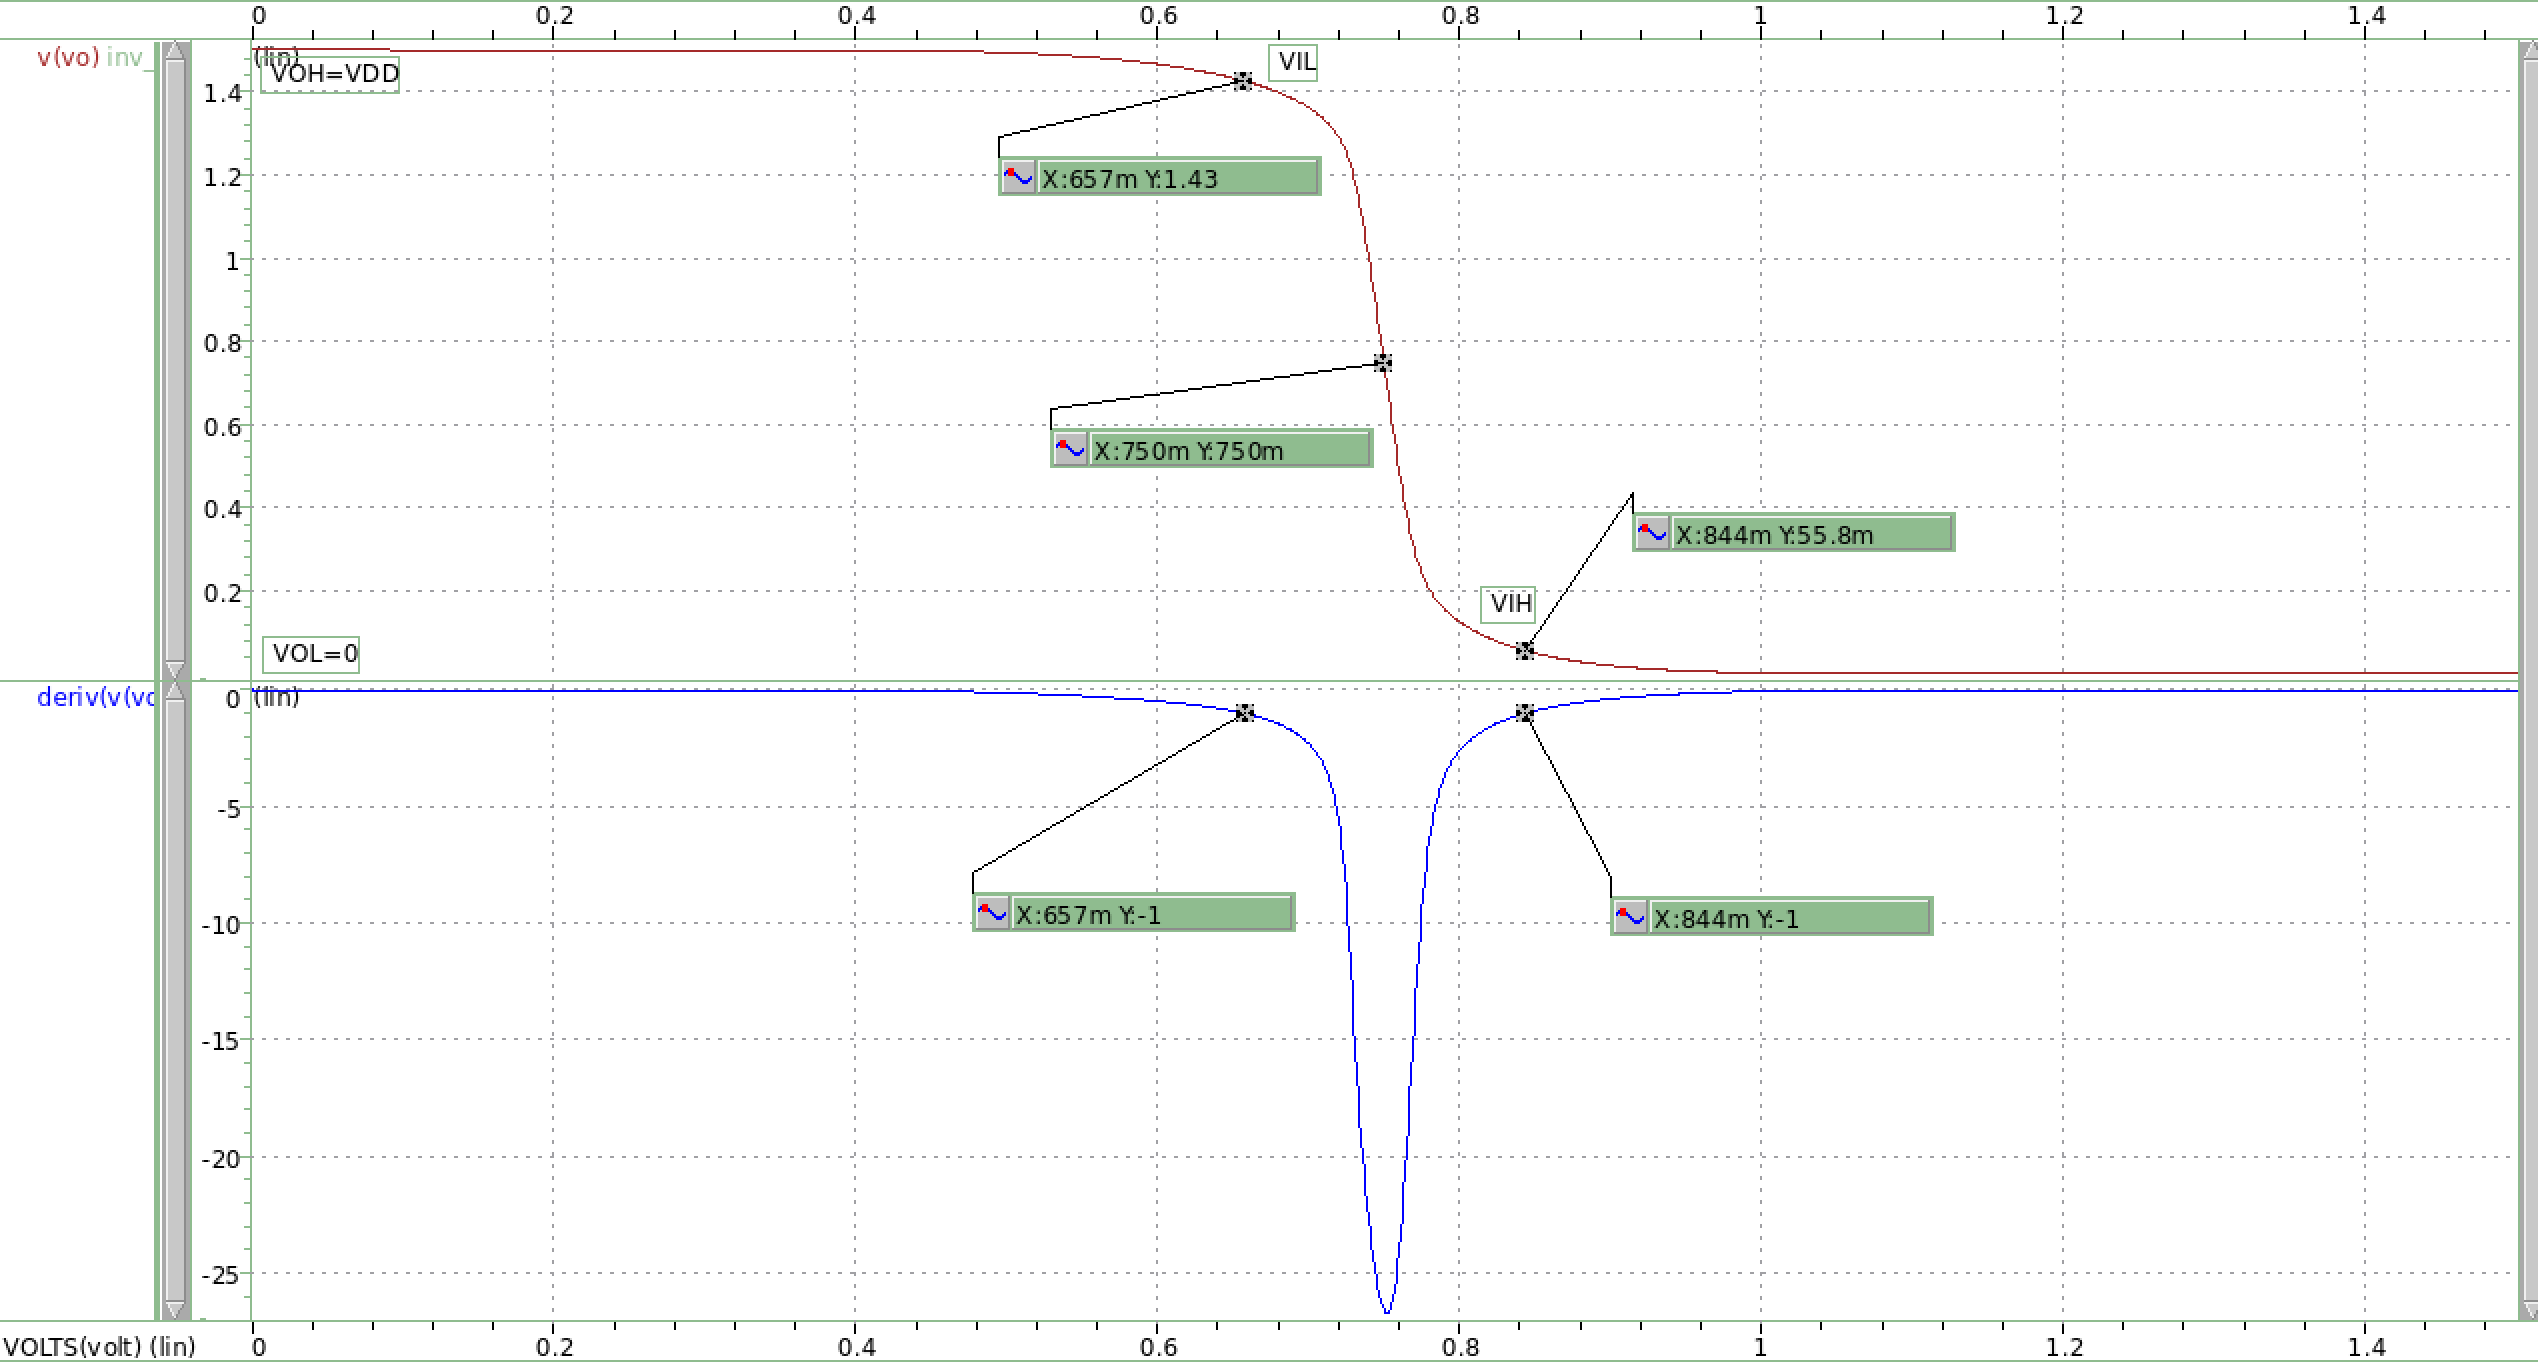 0 0.2 0.4 0.6 0.8 1 1.2 1.4
v(vo) inv_
(lin)
VOH=VDD
VIL
1.4
X:657m Y:1.43
1.2
1
0.8
X:750m Y:750m
0.6
0.4
X:844m Y:55.8m
VIH
0.2
VOL=0
deriv(v(vo
0
(lin)
-5
X:657m Y:-1
X:844m Y:-1
-10
-15
-20
-25
VOLTS(volt) (lin)
0 0.2 0.4 0.6 0.8 1 1.2 1.4